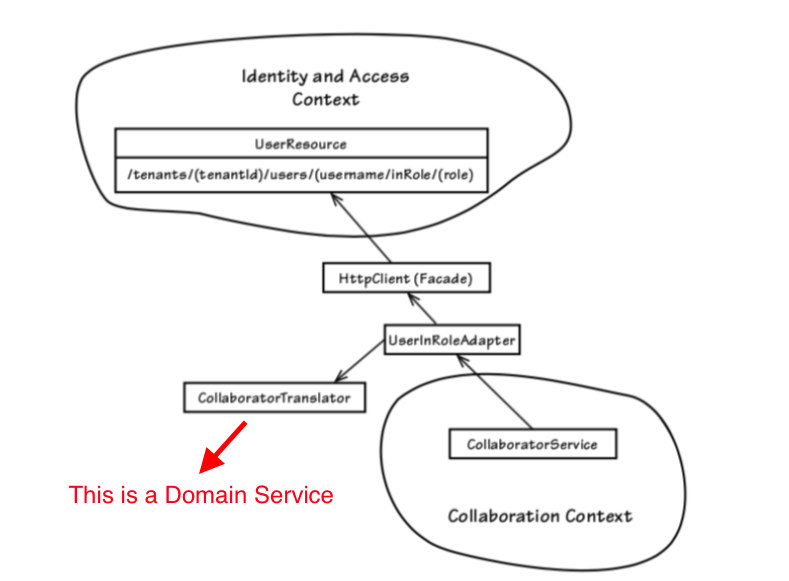 Identity and Access
Context
UserResource
/tenants/(tenantId)/users/(username/inRole/(role)
HttpClient (Facade)
UserInRoleAdapter
CollaboratorTranslator
CollaboratorService
This is a Domain Service
Collaboration Context